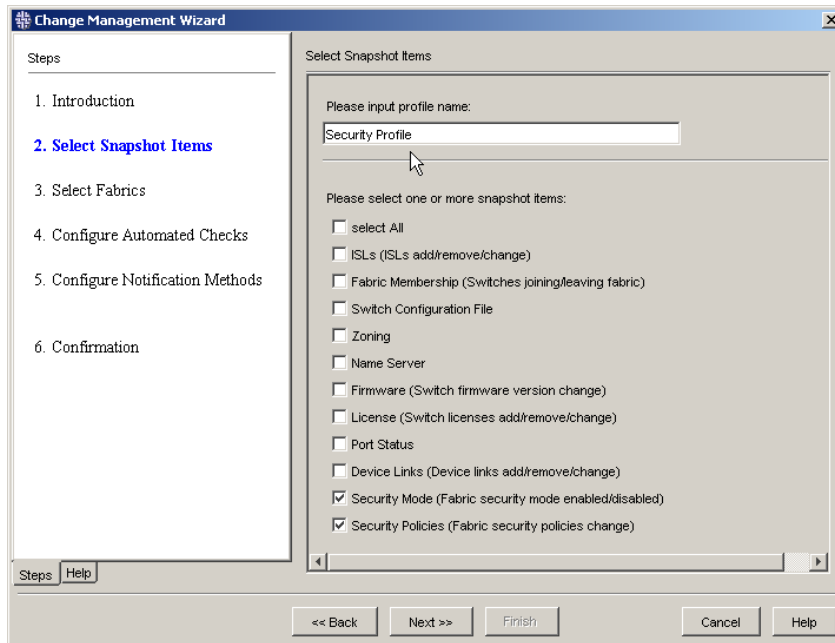 Change Management Wizard
Steps
1. Introduction
2. Select Snapshot Items
3. Select Fabrics
4. Configure Automated Checks
5. Configure Notification Methods
6. Confirmation
Steps
Help
Select Snapshot Items
Please input profile name:
Security Profile
Please select one or more snapshot items:
select All
ISLs (ISLs add/remove/change)
Fabric Membership (Switches joining/leaving fabric)
Switch Configuration File
Zoning
Name Server
Firmware (Switch firmware version change)
License (Switch licenses add/remove/change)
Port Status
Device Links (Device links add/remove/change)
Security Mode (Fabric security mode enabled/disabled)
Security Policies (Fabric security policies change)
<< Back
Next >>
Finish
Cancel
Help